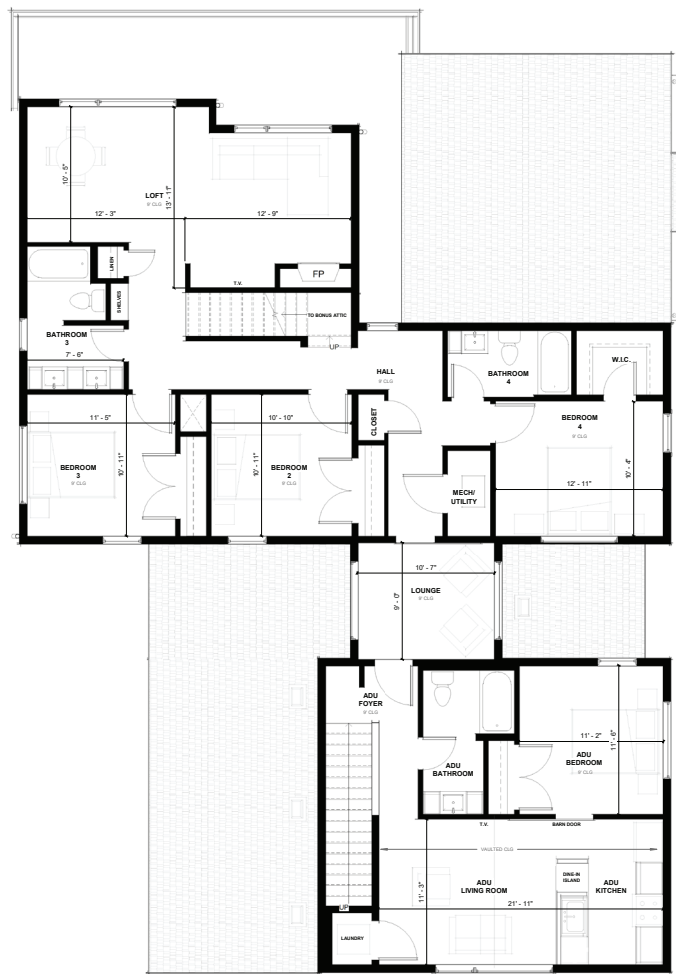 10' - 5"
13' - 11"
LOFT
9' CLG
12' - 3"
12' - 9"
LINEN
T.V.
FP
SHELVES
TO BONUS ATTIC
UP
BATHROOM
3
7' - 6"
HALL
9' CLG
BATHROOM
4
W.I.C.
11' - 5"
10' - 10"
CLOSET
BEDROOM
4
9' CLG
BEDROOM
3
9' CLG
10' - 11"
10' - 11"
BEDROOM
2
9' CLG
MECH/
UTILITY
12' - 11"
10' - 4"
10' - 7"
LOUNGE
9' CLG
9' - 0"
ADU
FOYER
9' CLG
11' - 2"
11' - 6"
ADU
BEDROOM
9' CLG
ADU
BATHROOM
T.V.
BARN DOOR
VAULTED CLG
DINE-IN
ISLAND
ADU
LIVING ROOM
ADU
KITCHEN
11' - 3"
21' - 11"
UP
LAUNDRY